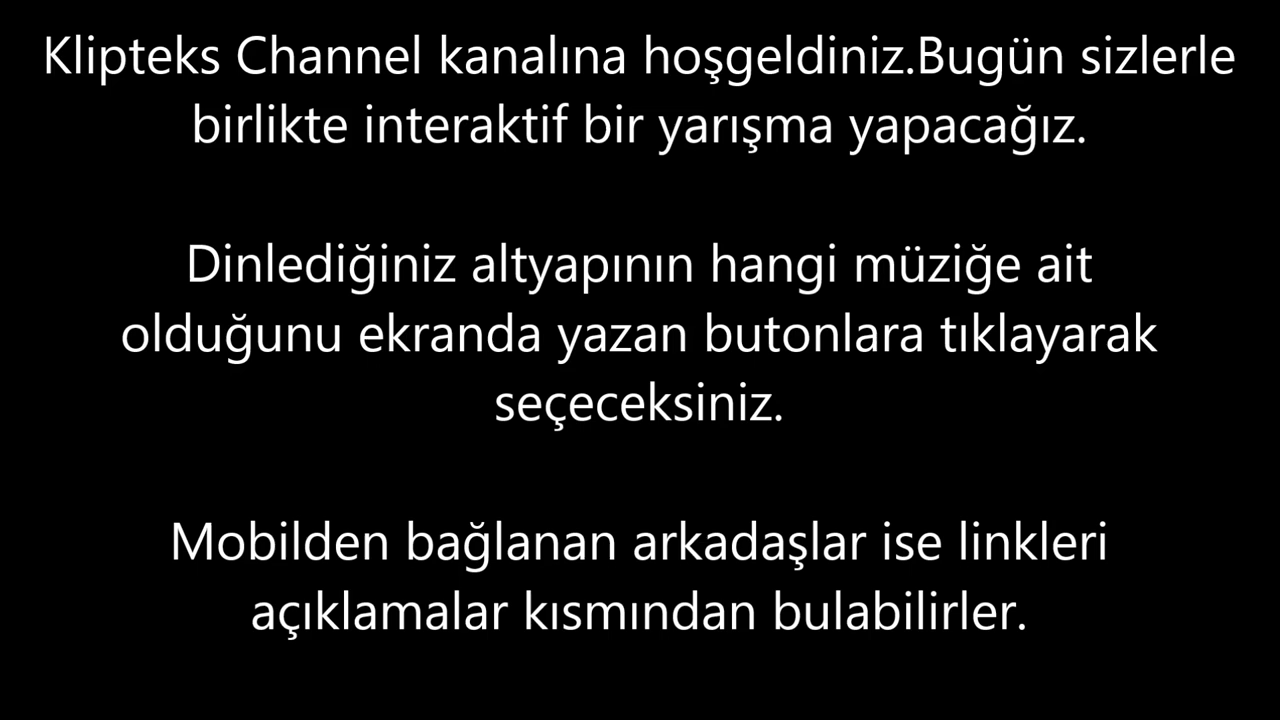 Klipteks Channel kanalına hoşgeldiniz.Bugün sizlerle
birlikte interaktif bir yarışma yapacağız.
Dinlediğiniz altyapının hangi müziğe ait
olduğunu ekranda yazan butonlara tıklayarak
seçeceksiniz.
Mobilden bağlanan arkadaşlar ise linkleri
açıklamalar kısmından bulabilirler.